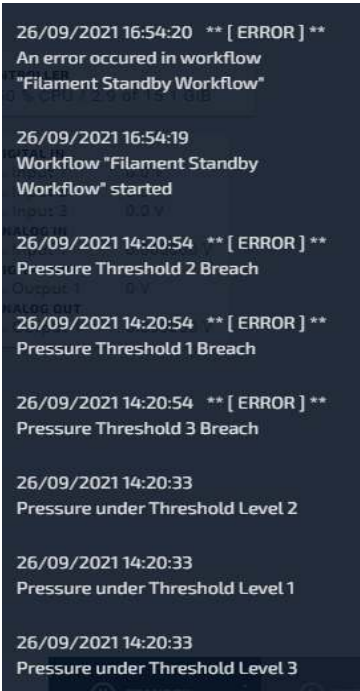 26/09/2021 16:54:20 ** [ ERROR ] **
An error occured in workflow
"Filament Standby Workflow"
26/09/2021 16:54:19
Workflow "Filament Standby
Workflow" started
26/09/2021 14:20:54 ** [ ERROR ] **
Pressure Threshold 2 Breach
26/09/2021 14:20:54 ** [ ERROR ] **
Pressure Threshold 1 Breach
26/09/2021 14:20:54 ** [ ERROR ] **
Pressure Threshold 3 Breach
26/09/2021 14:20:33
Pressure under Threshold Level 2
26/09/2021 14:20:33
Pressure under Threshold Level 1
26/09/2021 14:20:33
Pressure under Threshold Level 3